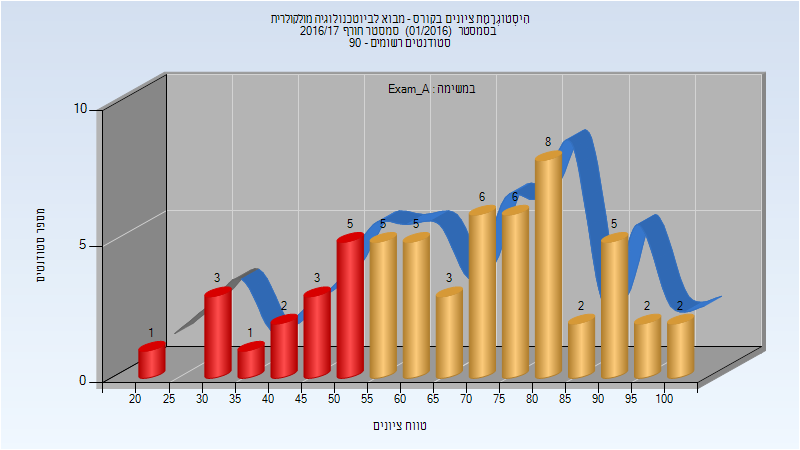 היסטוגרמת ציונים בקורס - מבוא לביוטכנולוגיה מולקולרית
בסמסטר (01/2016) סמסטר חורף 2016/17
סטודנטים רשומים - 90
במשימה : Exam_A
מספר סטודנטים
10
5
0
1
3
1
2
3
5
5
5
3
6
6
8
2
5
2
2
20 25 30 35 40 45 50 55 60 65 70 75 80 85 90 95 100
טווח ציונים